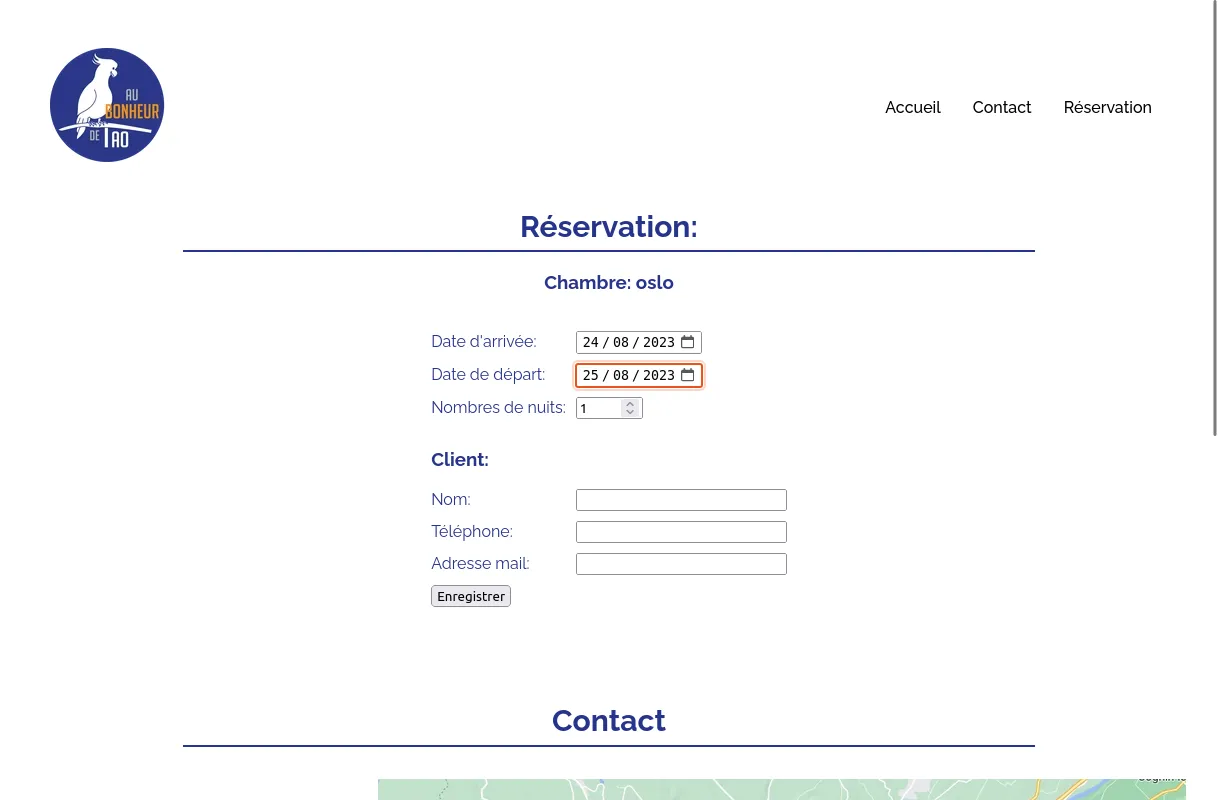 AU
BONHEUR
DE TAO
Accueil Contact Réservation
Réservation:
Chambre: oslo
Date d'arrivée: 24/08/2023
Date de départ: 25/08/2023
Nombres de nuits: 1
Client:
Nom:
Téléphone:
Adresse mail:
Enregistrer
Contact